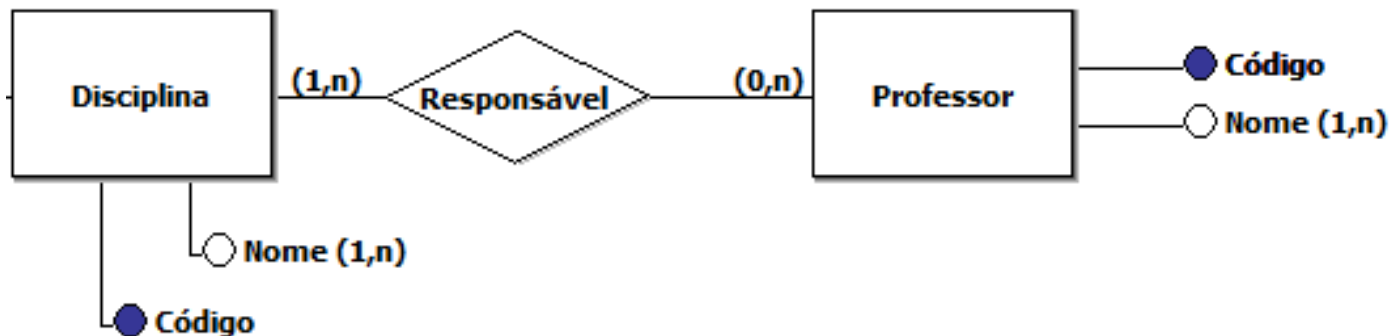 Disciplina
(1,n)
Responsável
(0,n)
Professor
Código
Nome (1,n)
Nome (1,n)
Código